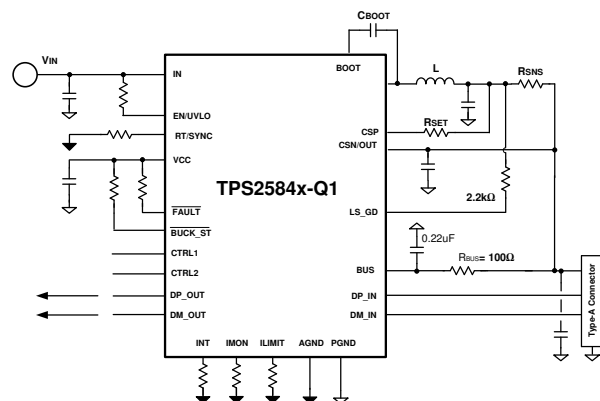 CBOOT
VIN
IN
BOOT
L
RSNS
EN/UVLO
RT/SYNC
CSP
RSET
CSN/OUT
VCC
TPS2584x-Q1
2.2kΩ
FAULT
LS_GD
BUCK_ST
0.22uF
CTRL1
CTRL2
BUS
RBUS= 100Ω
DP_OUT
DP_IN
DM_OUT
DM_IN
Type-A Connector
INT
IMON
ILIMIT
AGND
PGND